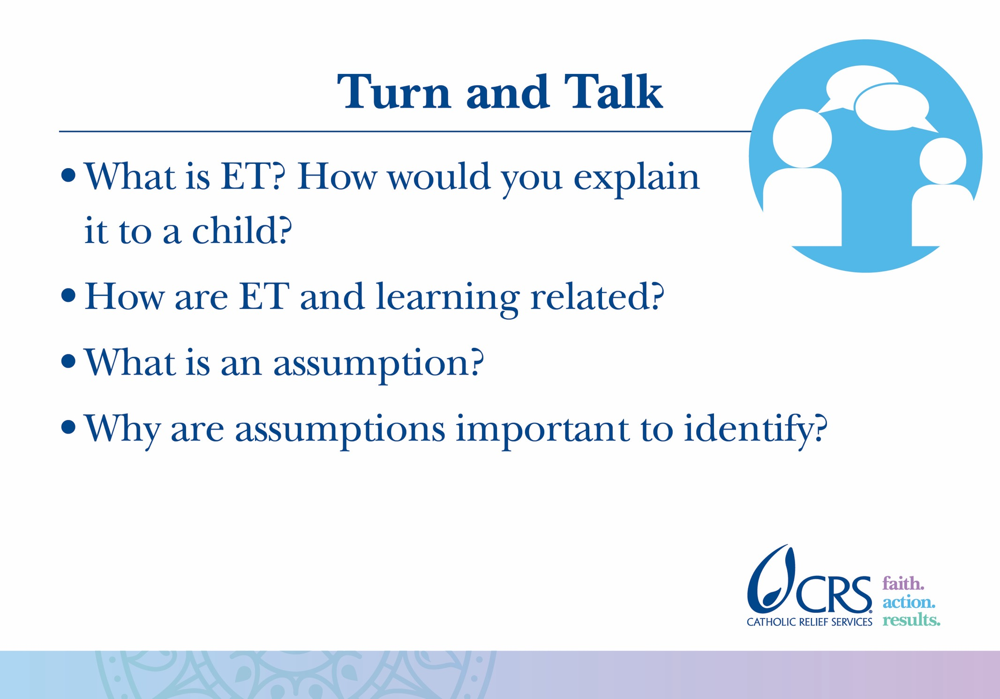 Turn and Talk
• What is ET? How would you explain
it to a child?
• How are ET and learning related?
• What is an assumption?
• Why are assumptions important to identify?
CRS®
CATHOLIC RELIEF SERVICES
faith.
action.
results.